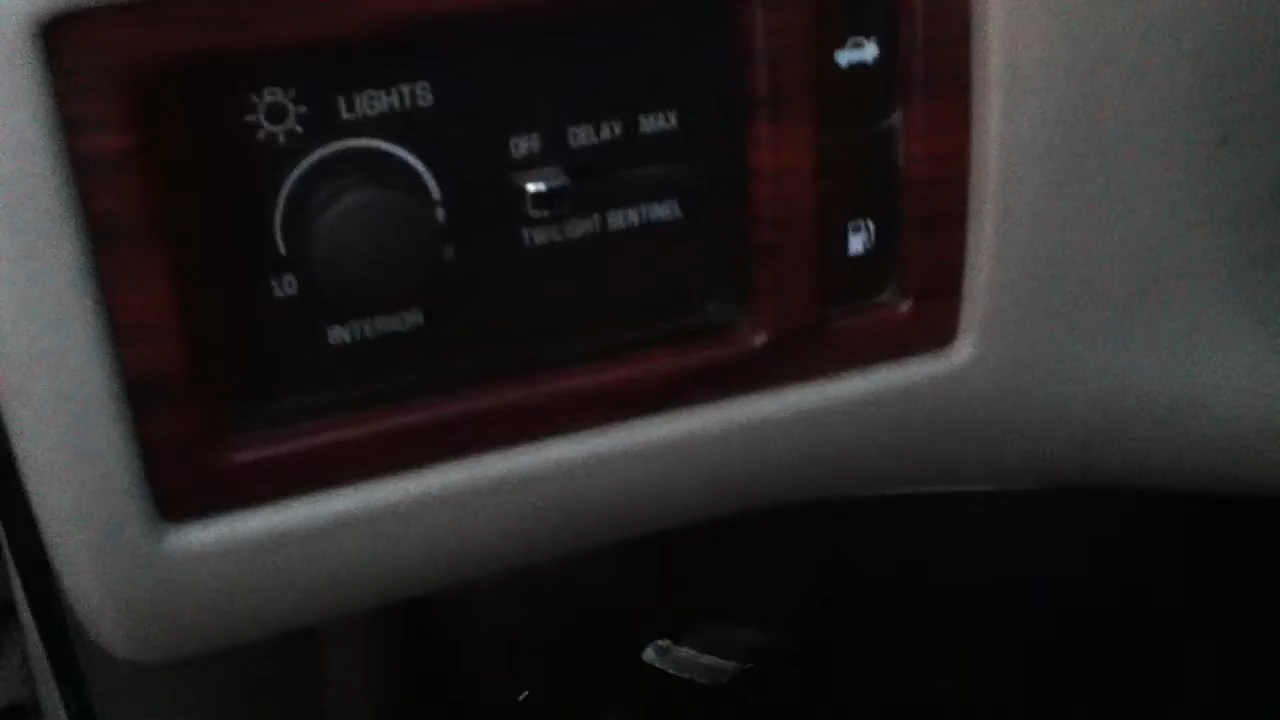 LIGHTS
OFF DELAY MAX
TWILIGHT SENTINEL
LO
INTERIOR